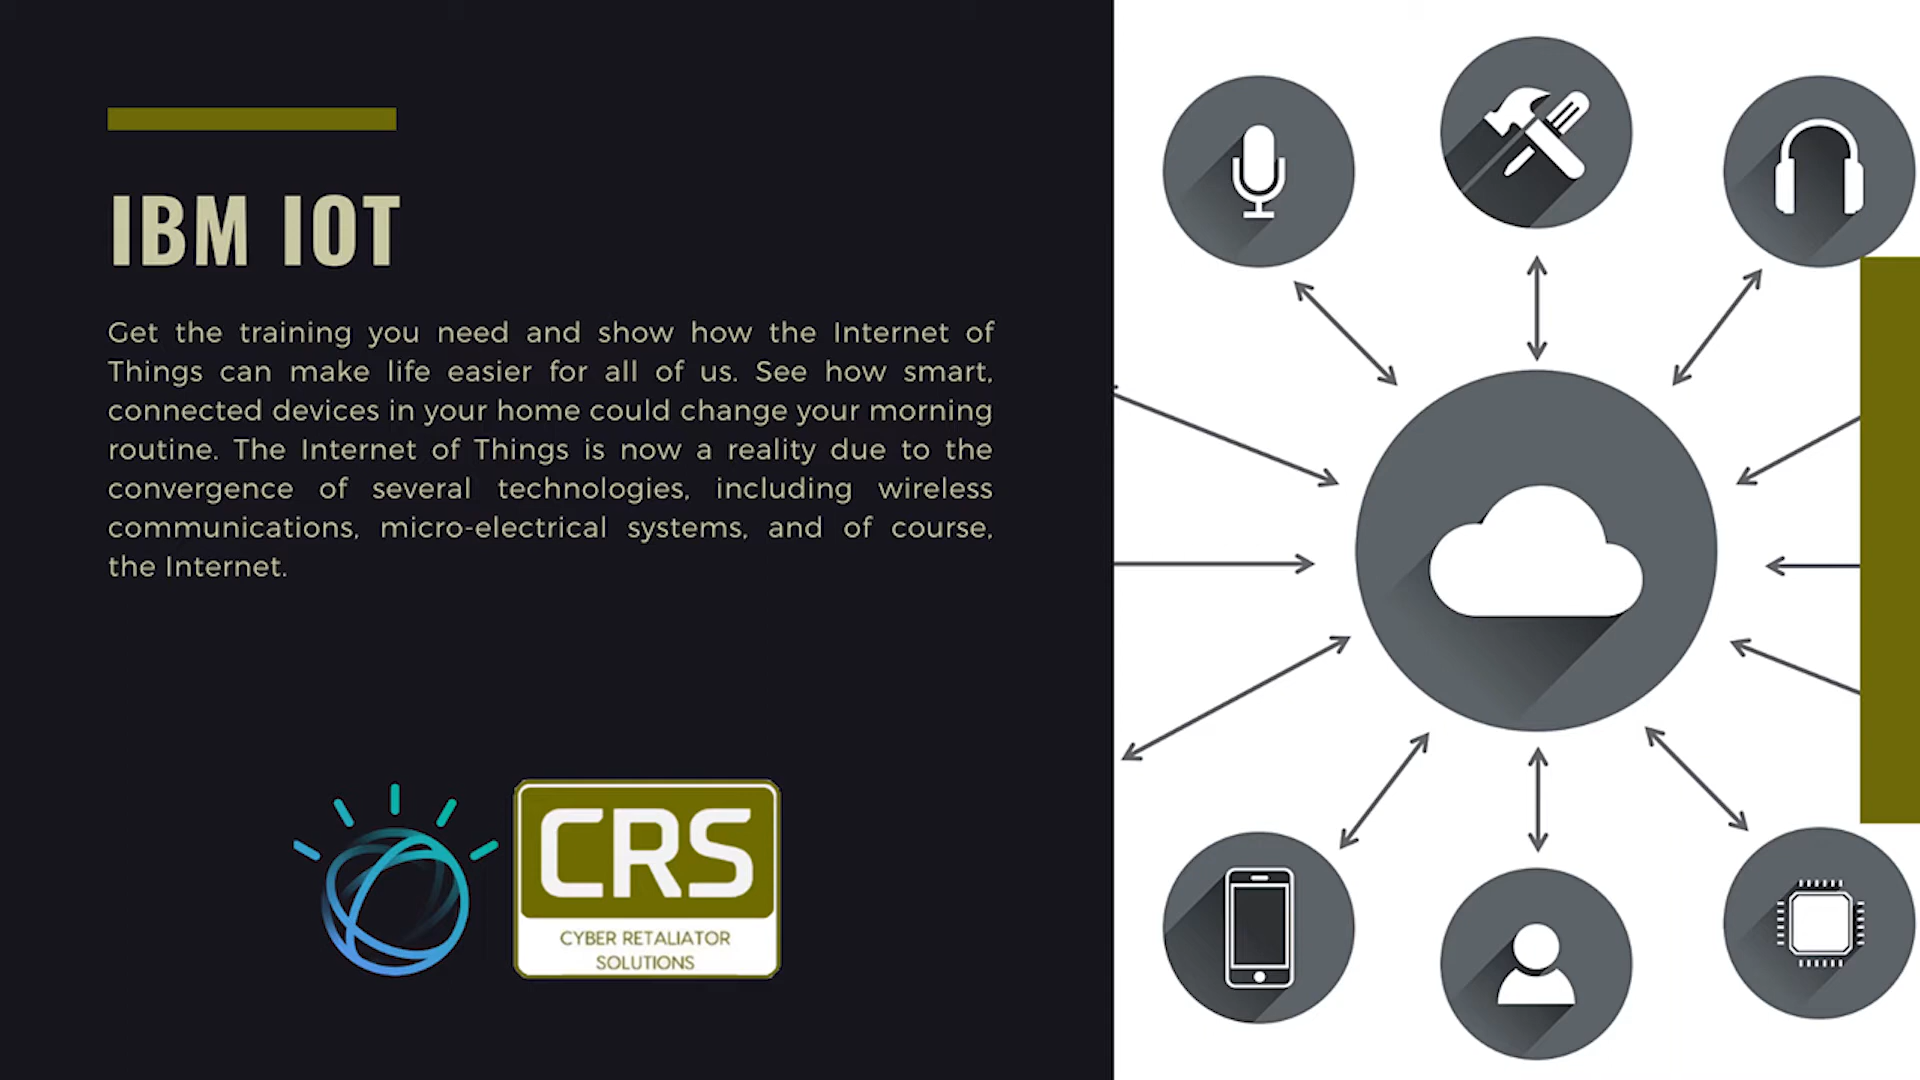 IBM IOT
Get the training you need and show how the Internet of
Things can make life easier for all of us. See how smart,
connected devices in your home could change your morning
routine. The Internet of Things is now a reality due to the
convergence of several technologies, including wireless
communications, micro-electrical systems, and of course,
the Internet.
CRS
CYBER RETALIATOR
SOLUTIONS